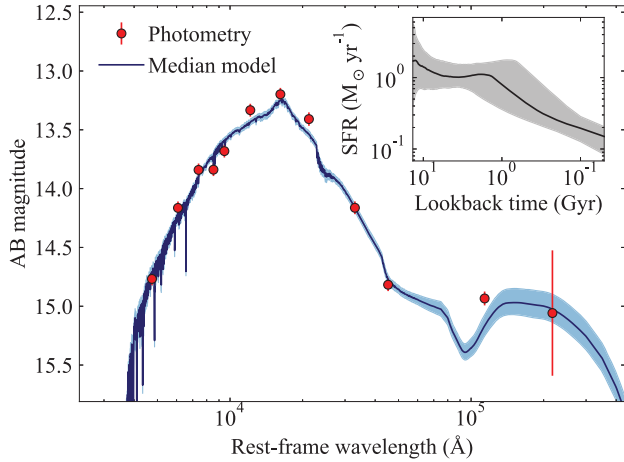 12.5
13.0
13.5
14.0
14.5
15.0
15.5
AB magnitude
Photometry
Median model
10⁴
10⁵
Rest-frame wavelength (Å)
SFR (M⊙ yr⁻¹)
10⁰
10⁻¹
10¹
10⁰
10⁻¹
Lookback time (Gyr)